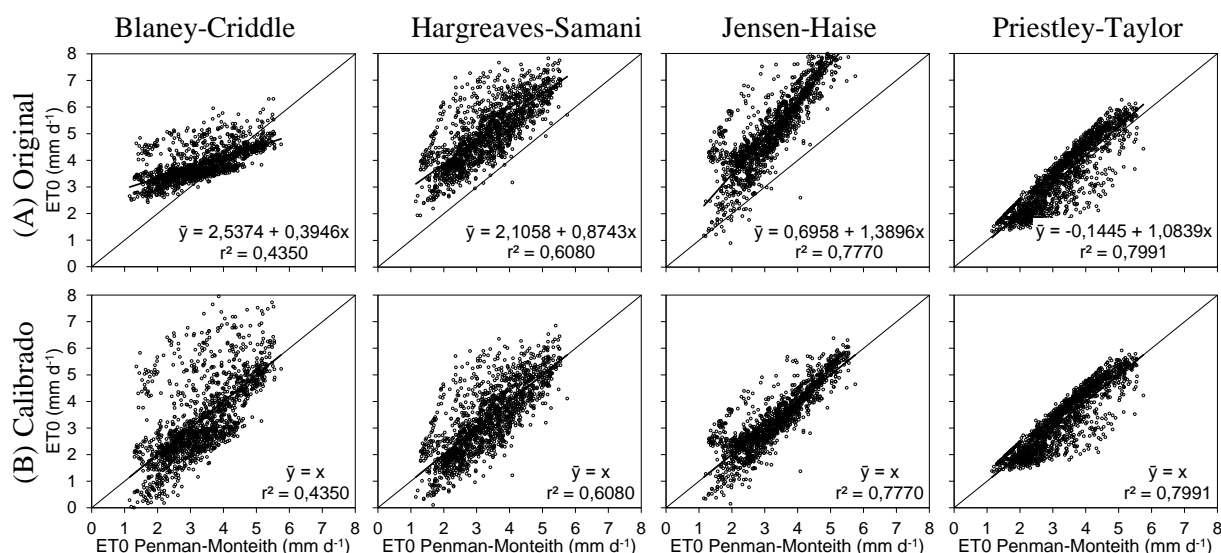 Blaney-Criddle Hargreaves-Samani Jensen-Haise Priestley-Taylor
(A) Original
ET0 (mm d-1)
8
7
6
5
4
3
2
1
0
ȳ = 2,5374 + 0,3946x
r² = 0,4350
ȳ = 2,1058 + 0,8743x
r² = 0,6080
ȳ = 0,6958 + 1,3896x
r² = 0,7770
ȳ = -0,1445 + 1,0839x
r² = 0,7991
(B) Calibrado
ET0 (mm d-1)
8
7
6
5
4
3
2
1
0
ȳ = x
r² = 0,4350
ȳ = x
r² = 0,6080
ȳ = x
r² = 0,7770
ȳ = x
r² = 0,7991
0 1 2 3 4 5 6 7 8 0 1 2 3 4 5 6 7 8 0 1 2 3 4 5 6 7 8 0 1 2 3 4 5 6 7 8
ET0 Penman-Monteith (mm d-1) ET0 Penman-Monteith (mm d-1) ET0 Penman-Monteith (mm d-1) ET0 Penman-Monteith (mm d-1)